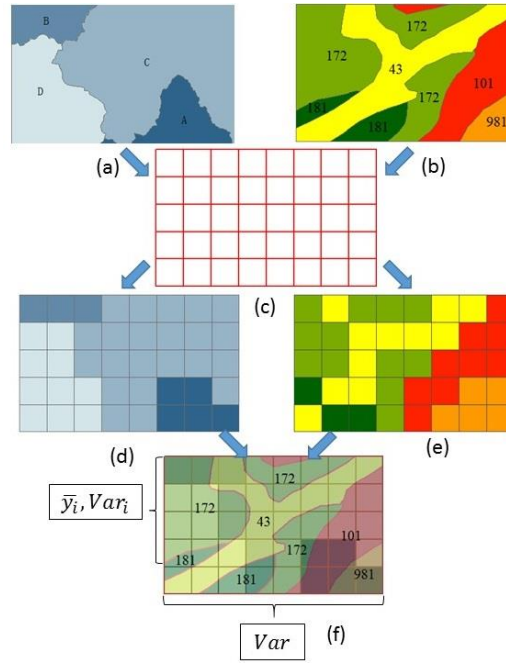 B
C
D
A
(a)
172
172
43
101
172
181
181
981
(b)
(c)
(d)
(e)
ȳᵢ, Varᵢ
172
172
43
101
172
181
181
981
Var
(f)